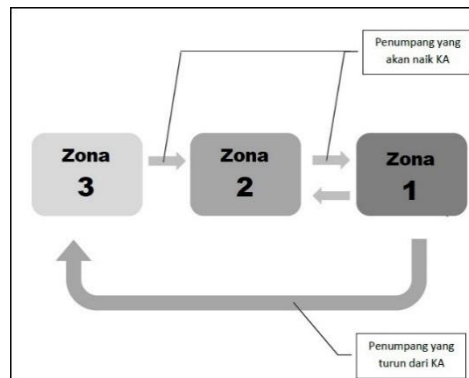 Penumpang yang
akan naik KA
Zona
3
Zona
2
Zona
1
Penumpang yang
turun dari KA